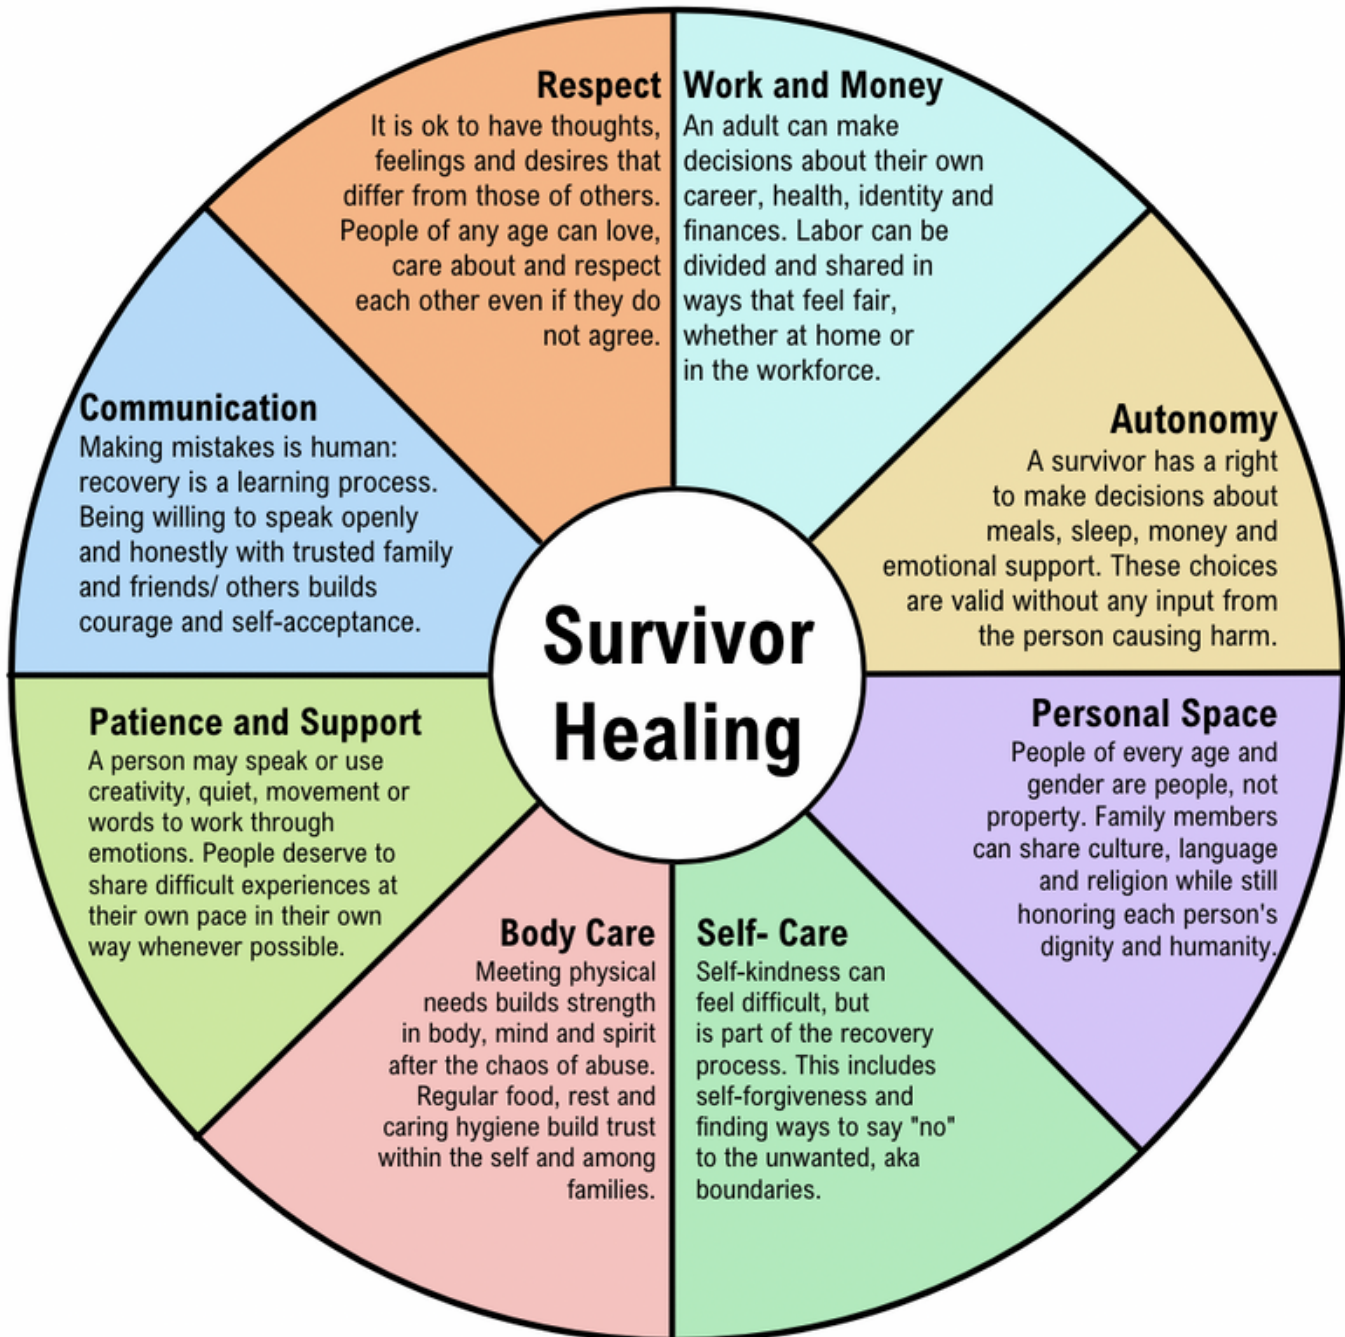 Respect
It is ok to have thoughts,
feelings and desires that
differ from those of others.
People of any age can love,
care about and respect
each other even if they do
not agree.
Work and Money
An adult can make
decisions about their own
career, health, identity and
finances. Labor can be
divided and shared in
ways that feel fair,
whether at home or
in the workforce.
Autonomy
A survivor has a right
to make decisions about
meals, sleep, money and
emotional support. These choices
are valid without any input from
the person causing harm.
Personal Space
People of every age and
gender are people, not
property. Family members
can share culture, language
and religion while still
honoring each person's
dignity and humanity.
Self- Care
Self-kindness can
feel difficult, but
is part of the recovery
process. This includes
self-forgiveness and
finding ways to say "no"
to the unwanted, aka
boundaries.
Body Care
Meeting physical
needs builds strength
in body, mind and spirit
after the chaos of abuse.
Regular food, rest and
caring hygiene build trust
within the self and among
families.
Patience and Support
A person may speak or use
creativity, quiet, movement or
words to work through
emotions. People deserve to
share difficult experiences at
their own pace in their own
way whenever possible.
Communication
Making mistakes is human:
recovery is a learning process.
Being willing to speak openly
and honestly with trusted family
and friends/ others builds
courage and self-acceptance.
Survivor
Healing